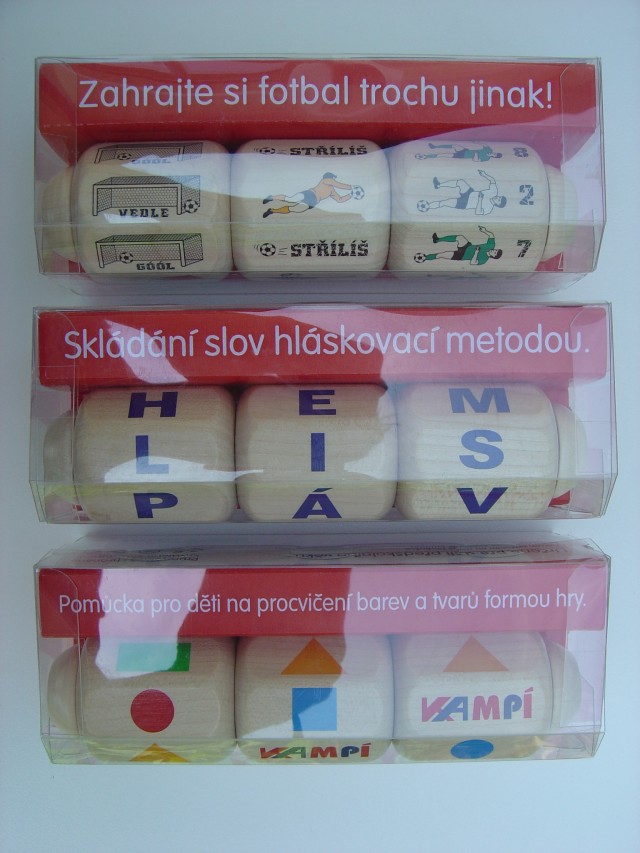 Zahrajte si fotbal trochu jinak!
GÓÓL STŘÍLÍŠ 8
VEDLE 2
GÓÓL STŘÍLÍŠ 7
Skládání slov hláskovací metodou.
H E M
L I S
P Á V
Pomůcka pro děti na procvičení barev a tvarů formou hry.
VAMPÍ
VAMPÍ